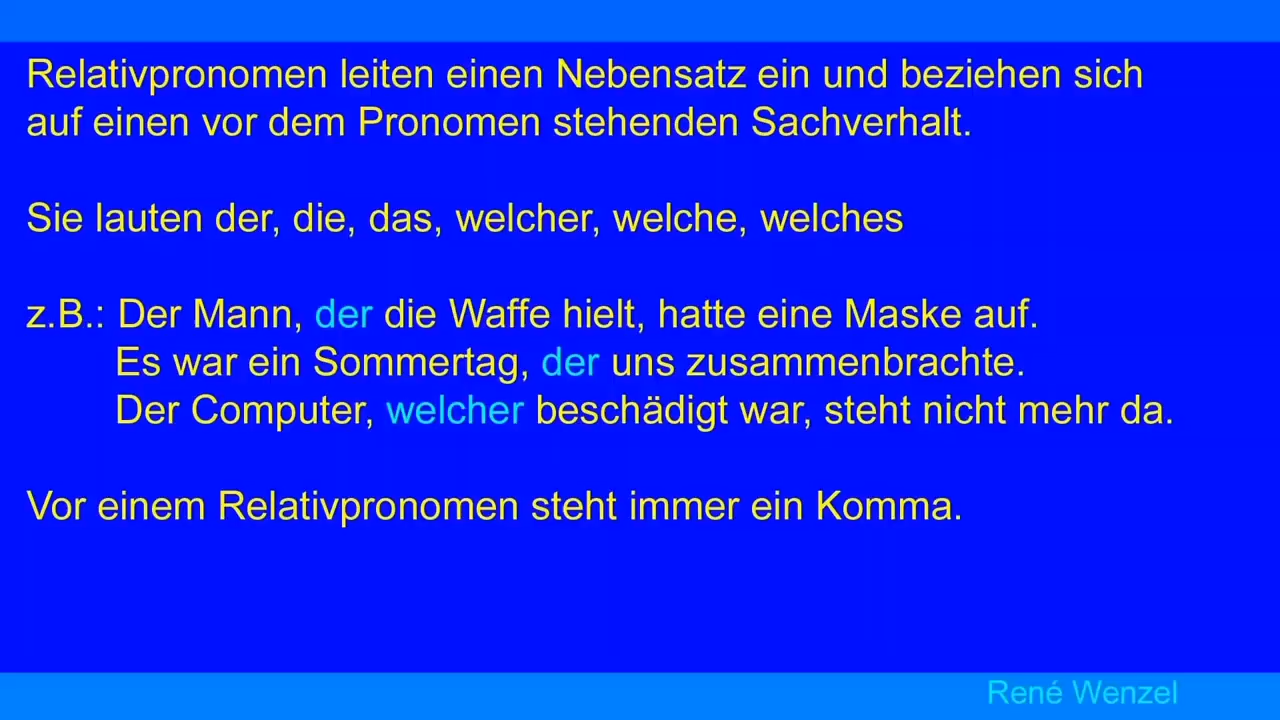 Relativpronomen leiten einen Nebensatz ein und beziehen sich
auf einen vor dem Pronomen stehenden Sachverhalt.
Sie lauten der, die, das, welcher, welche, welches
z.B.: Der Mann, der die Waffe hielt, hatte eine Maske auf.
Es war ein Sommertag, der uns zusammenbrachte.
Der Computer, welcher beschädigt war, steht nicht mehr da.
Vor einem Relativpronomen steht immer ein Komma.
René Wenzel